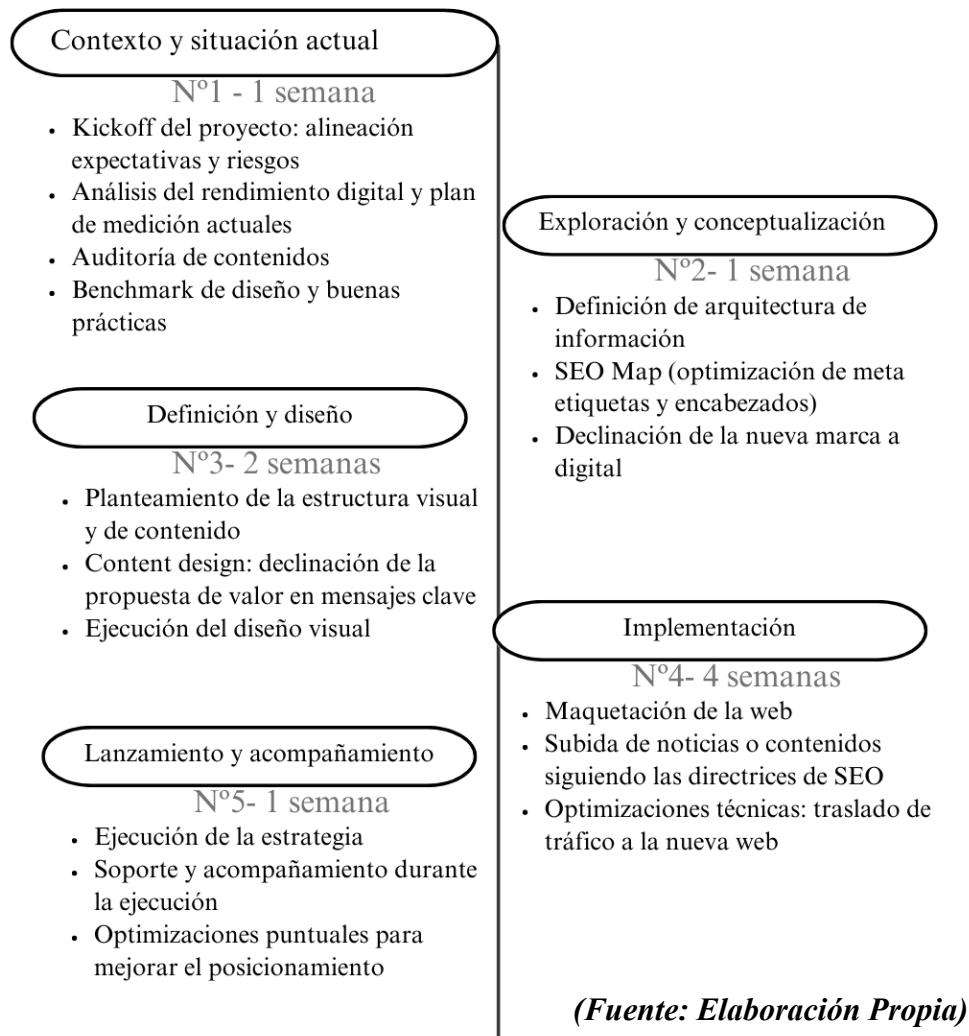 Contexto y situación actual
Nº1 - 1 semana
• Kickoff del proyecto: alineación
expectativas y riesgos
• Análisis del rendimiento digital y plan
de medición actuales
• Auditoría de contenidos
• Benchmark de diseño y buenas
prácticas
Exploración y conceptualización
Nº2- 1 semana
• Definición de arquitectura de
información
• SEO Map (optimización de meta
etiquetas y encabezados)
• Declinación de la nueva marca a
digital
Definición y diseño
Nº3- 2 semanas
• Planteamiento de la estructura visual
y de contenido
• Content design: declinación de la
propuesta de valor en mensajes clave
• Ejecución del diseño visual
Implementación
Nº4- 4 semanas
• Maquetación de la web
• Subida de noticias o contenidos
siguiendo las directrices de SEO
• Optimizaciones técnicas: traslado de
tráfico a la nueva web
Lanzamiento y acompañamiento
Nº5- 1 semana
• Ejecución de la estrategia
• Soporte y acompañamiento durante
la ejecución
• Optimizaciones puntuales para
mejorar el posicionamiento
(Fuente: Elaboración Propia)